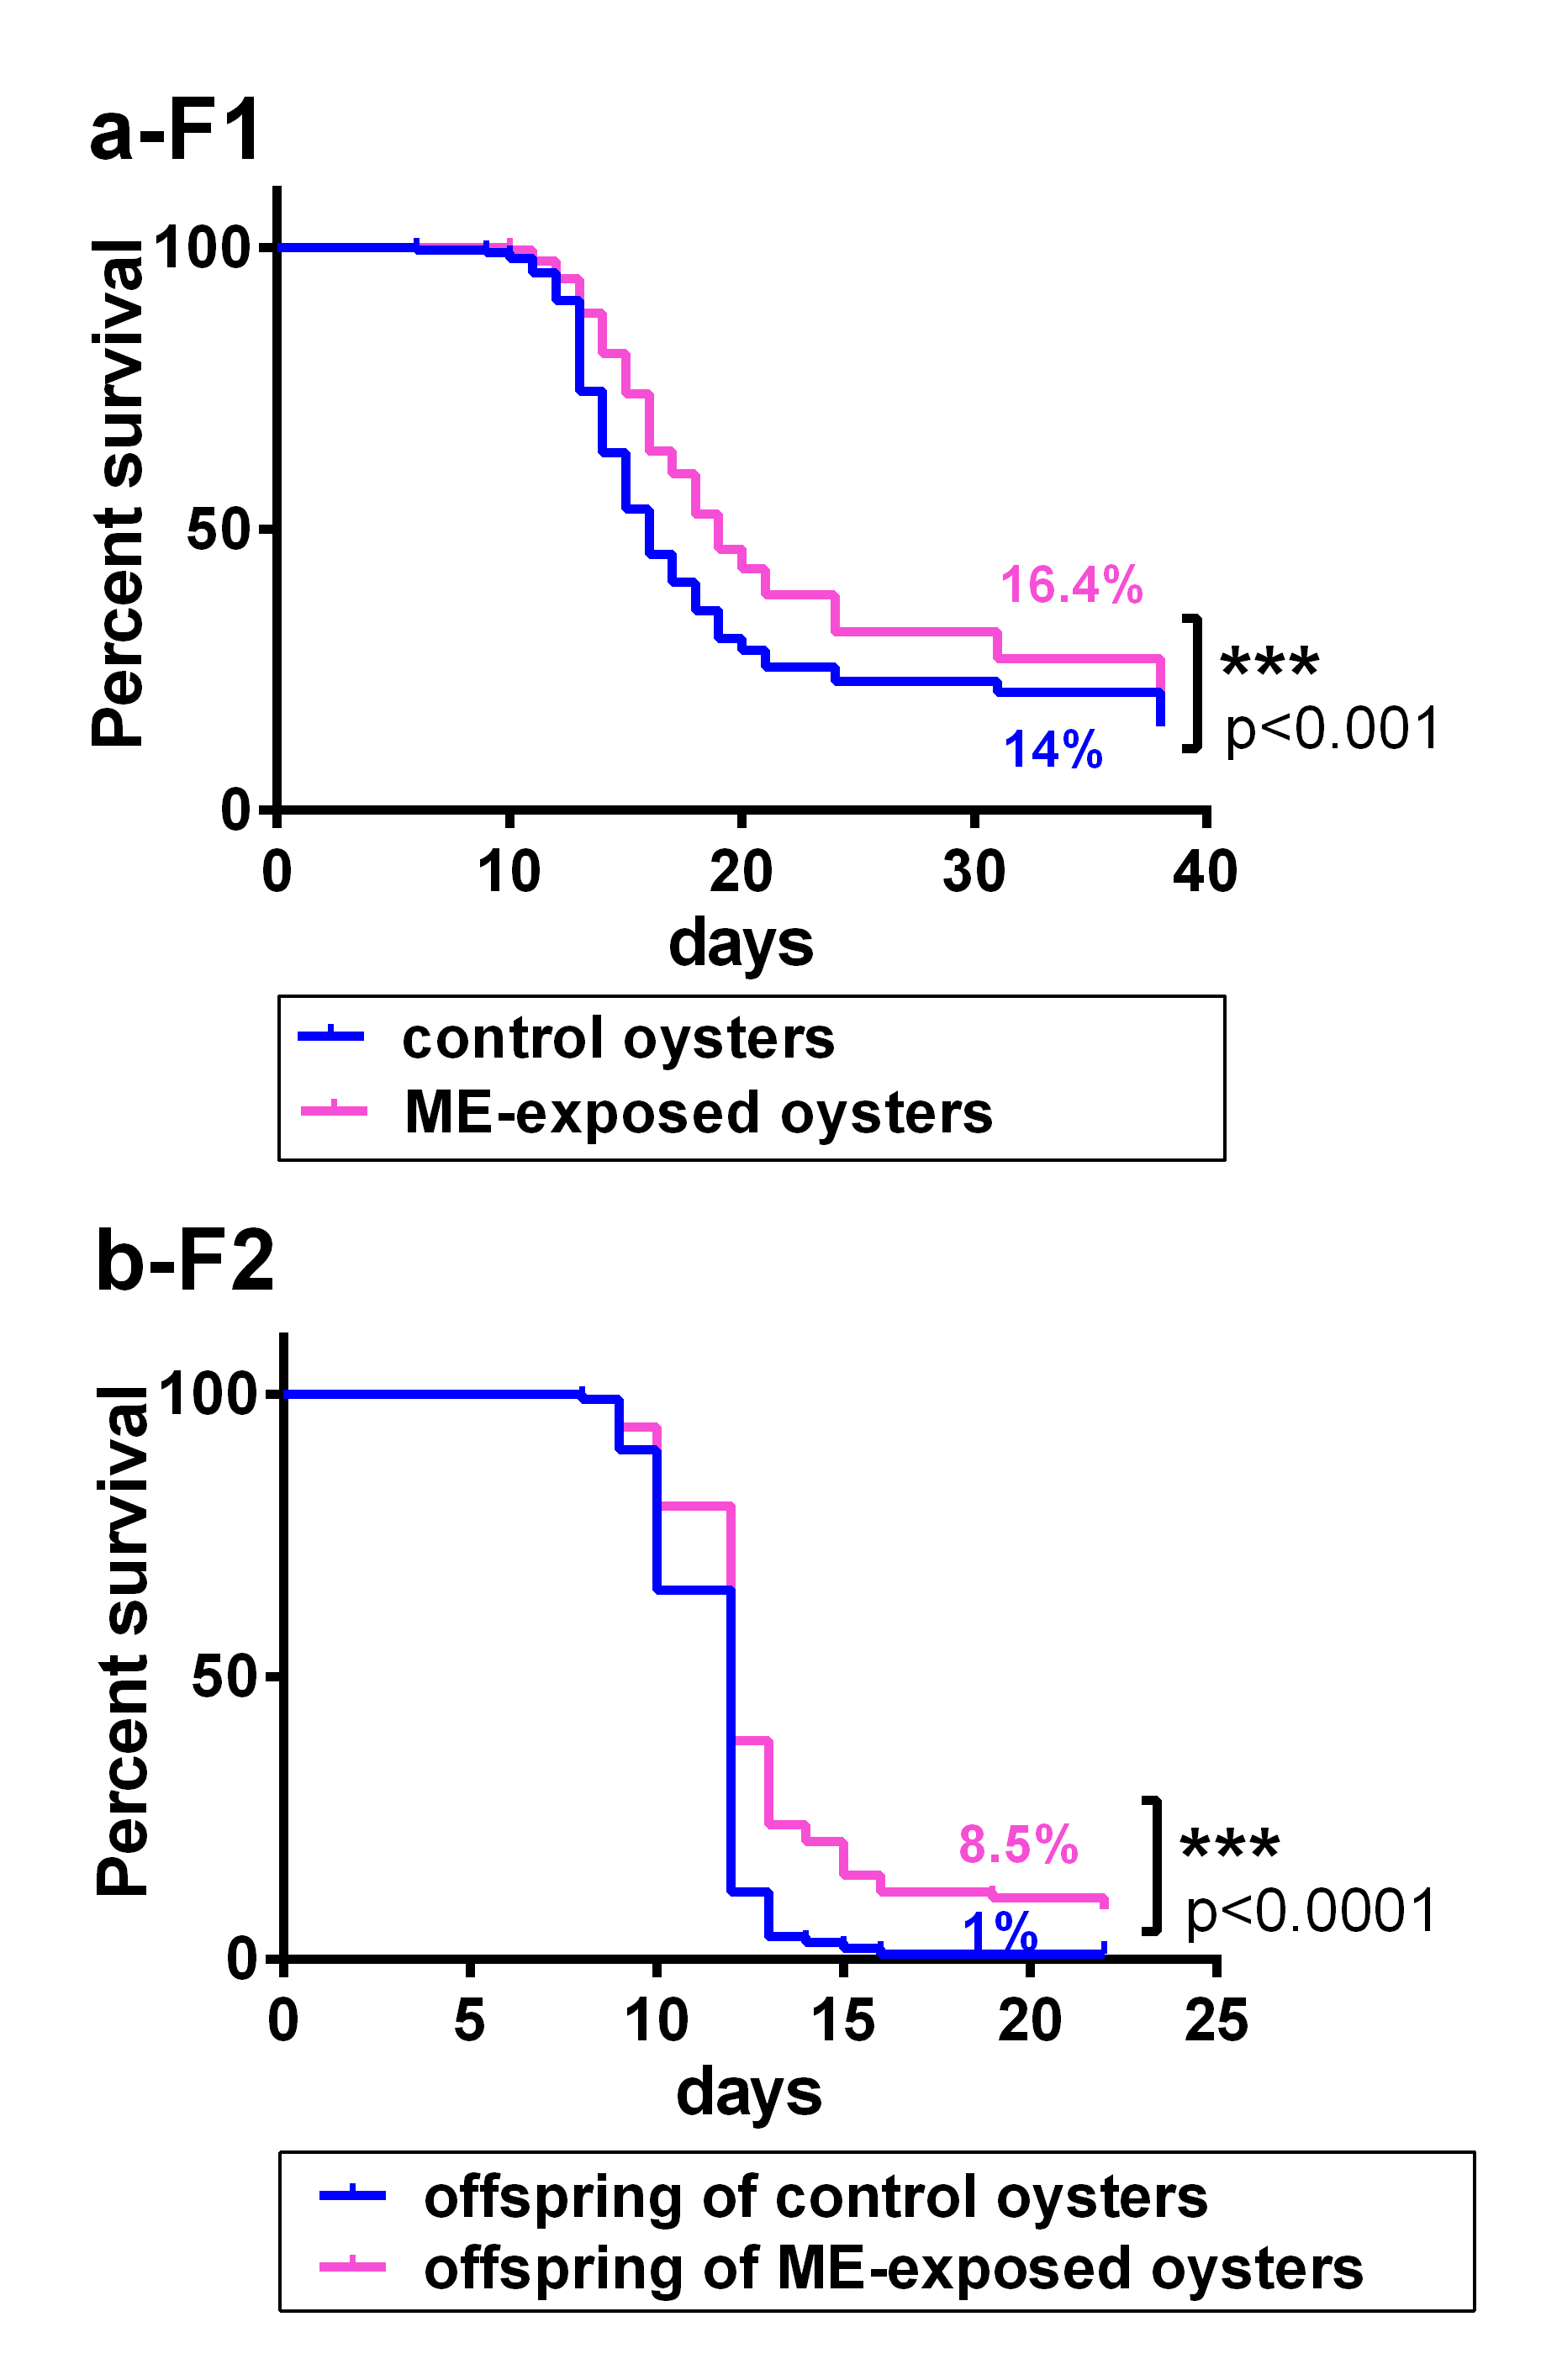 a-F1
Percent survival
100
50
0
16.4%
14%
***
p<0.001
0 10 20 30 40
days
control oysters
ME-exposed oysters
b-F2
Percent survival
100
50
0
8.5%
1%
***
p<0.0001
0 5 10 15 20 25
days
offspring of control oysters
offspring of ME-exposed oysters